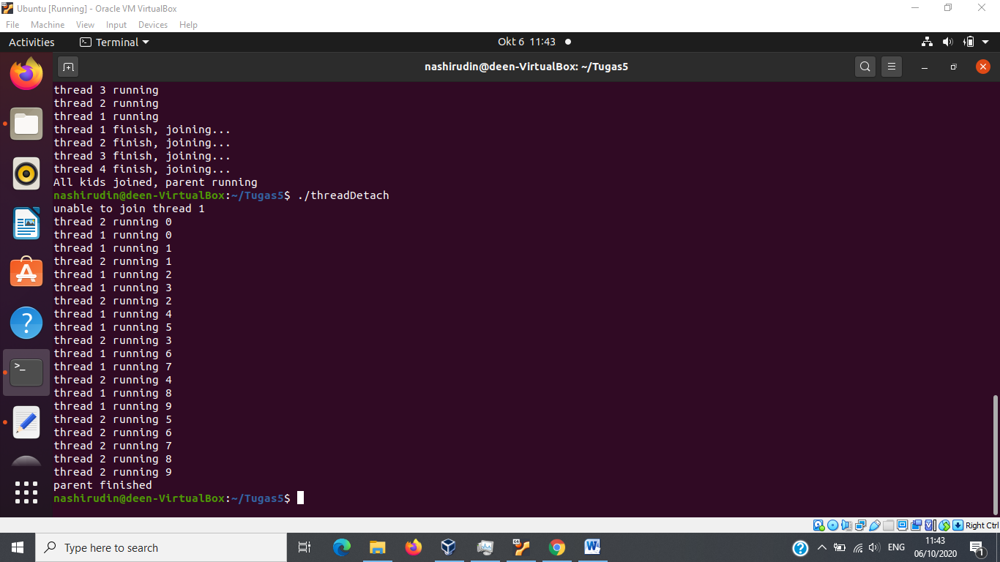 Ubuntu [Running] - Oracle VM VirtualBox
File Machine View Input Devices Help
Activities Terminal Okt 6 11:43
nashirudin@deen-VirtualBox: ~/Tugas5
thread 3 running
thread 2 running
thread 1 running
thread 1 finish, joining...
thread 2 finish, joining...
thread 3 finish, joining...
thread 4 finish, joining...
All kids joined, parent running
nashirudin@deen-VirtualBox:~/Tugas5$ ./threadDetach
unable to join thread 1
thread 2 running 0
thread 1 running 0
thread 1 running 1
thread 2 running 1
thread 1 running 2
thread 1 running 3
thread 2 running 2
thread 1 running 4
thread 1 running 5
thread 2 running 3
thread 1 running 6
thread 1 running 7
thread 2 running 4
thread 1 running 8
thread 1 running 9
thread 2 running 5
thread 2 running 6
thread 2 running 7
thread 2 running 8
thread 2 running 9
parent finished
nashirudin@deen-VirtualBox:~/Tugas5$
Right Ctrl
Type here to search
ENG
11:43
06/10/2020
1